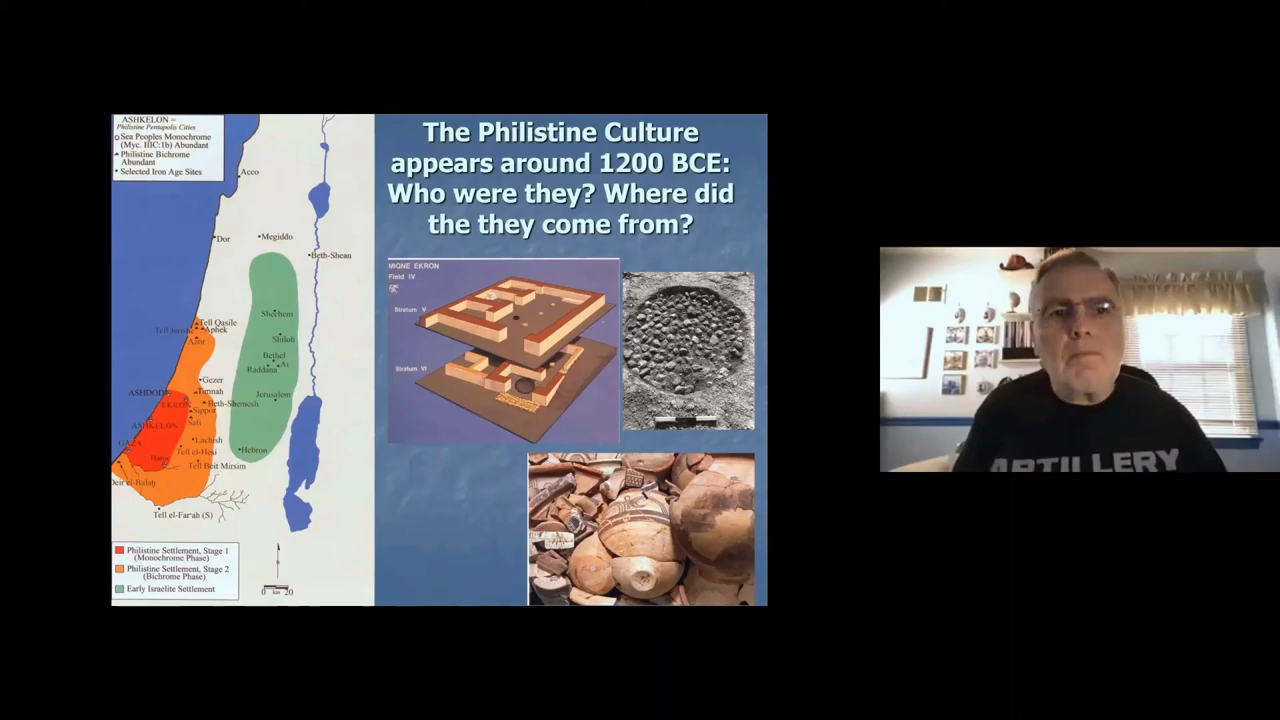 ASHKELON =
Philistine Pentapolis Cities
Sea Peoples Monochrome
(Myc. IIIC:1b) Abundant
Philistine Bichrome
Abundant
Selected Iron Age Sites
Acco
Dor
Megiddo
Beth-Shean
Shechem
Tell Qasile
Tell Jerishe
Aphek
Azor
Shiloh
Bethel
Ai
Raddana
Gezer
ASHDOD
Timnah
Jerusalem
EKRON
Beth-Shemesh
Sippor
Safi
ASHKELON
GAZA
Lachish
Tell el-Hesi
Hebron
Haror
Tell Beit Mirsim
Deir el-Balah
Tell el-Far'ah (S)
Philistine Settlement, Stage 1
(Monochrome Phase)
Philistine Settlement, Stage 2
(Bichrome Phase)
Early Israelite Settlement
0 km 20
The Philistine Culture
appears around 1200 BCE:
Who were they? Where did
the they come from?
MIQNE EKRON
Field IV
Stratum V
Stratum VI
ARTILLERY